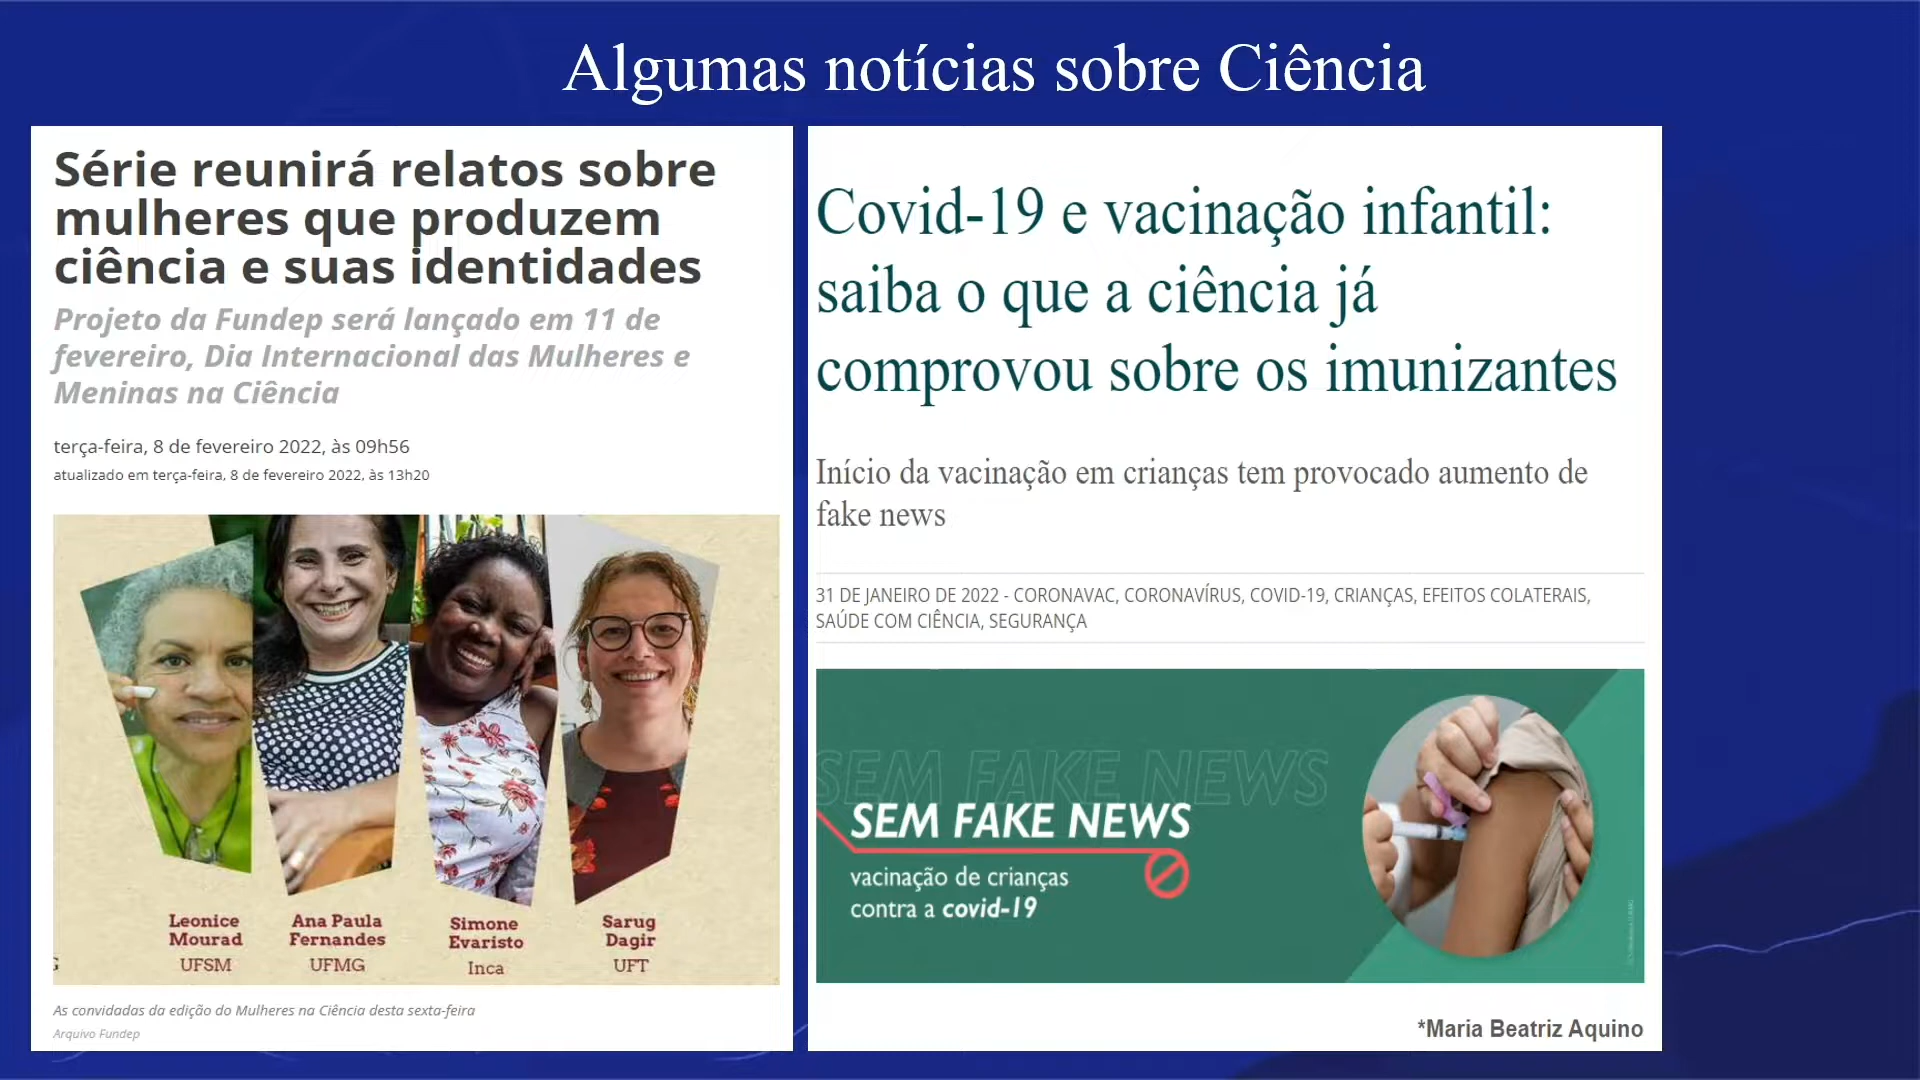 Algumas notícias sobre Ciência
Série reunirá relatos sobre
mulheres que produzem
ciência e suas identidades
Projeto da Fundep será lançado em 11 de
fevereiro, Dia Internacional das Mulheres e
Meninas na Ciência
terça-feira, 8 de fevereiro 2022, às 09h56
atualizado em terça-feira, 8 de fevereiro 2022, às 13h20
Leonice
Mourad
UFSM
Ana Paula
Fernandes
UFMG
Simone
Evaristo
Inca
Sarug
Dagir
UFT
As convidadas da edição do Mulheres na Ciência desta sexta-feira
Arquivo Fundep
Covid-19 e vacinação infantil:
saiba o que a ciência já
comprovou sobre os imunizantes
Início da vacinação em crianças tem provocado aumento de
fake news
31 DE JANEIRO DE 2022 - CORONAVAC, CORONAVÍRUS, COVID-19, CRIANÇAS, EFEITOS COLATERAIS,
SAÚDE COM CIÊNCIA, SEGURANÇA
SEM FAKE NEWS
SEM FAKE NEWS
vacinação de crianças
contra a covid-19
*Maria Beatriz Aquino